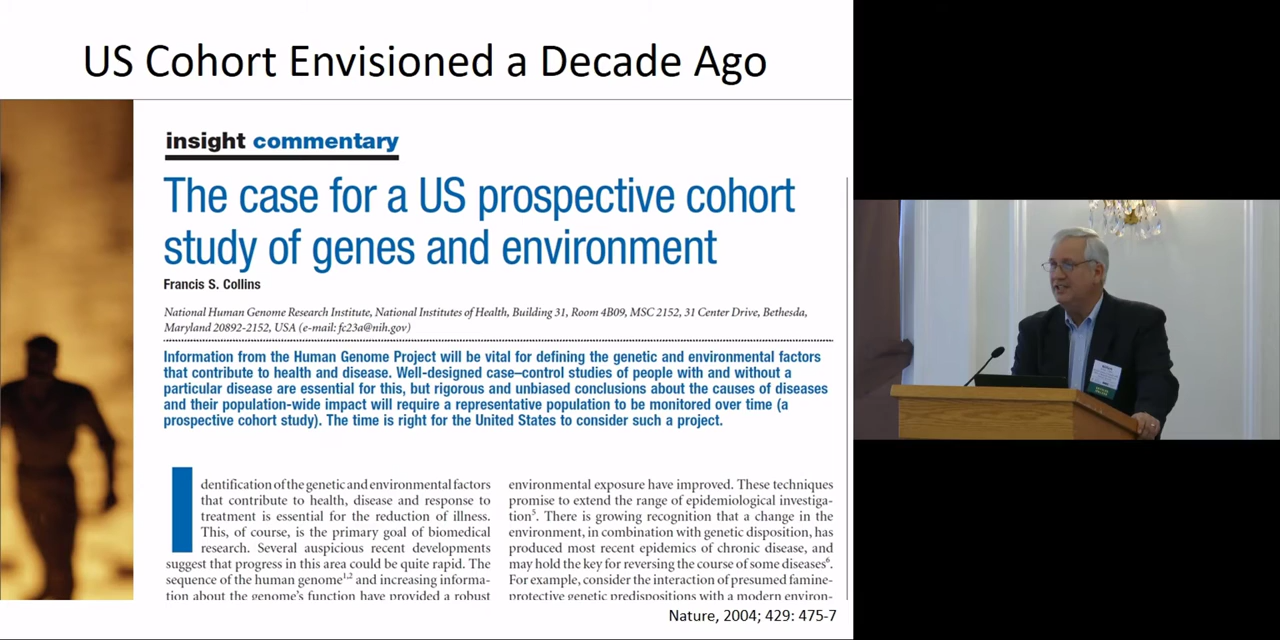 US Cohort Envisioned a Decade Ago
insight commentary
The case for a US prospective cohort
study of genes and environment
Francis S. Collins
National Human Genome Research Institute, National Institutes of Health, Building 31, Room 4B09, MSC 2152, 31 Center Drive, Bethesda,
Maryland 20892-2152, USA (e-mail: fc23a@nih.gov)
Information from the Human Genome Project will be vital for defining the genetic and environmental factors
that contribute to health and disease. Well-designed case–control studies of people with and without a
particular disease are essential for this, but rigorous and unbiased conclusions about the causes of diseases
and their population-wide impact will require a representative population to be monitored over time (a
prospective cohort study). The time is right for the United States to consider such a project.
Identification of the genetic and environmental factors
that contribute to health, disease and response to
treatment is essential for the reduction of illness.
This, of course, is the primary goal of biomedical
research. Several auspicious recent developments
suggest that progress in this area could be quite rapid. The
sequence of the human genome1,2 and increasing informa-
tion about the genome's function have provided a robust
environmental exposure have improved. These techniques
promise to extend the range of epidemiological investiga-
tion5. There is growing recognition that a change in the
environment, in combination with genetic disposition, has
produced most recent epidemics of chronic disease, and
may hold the key for reversing the course of some diseases6.
For example, consider the interaction of presumed famine-
protective genetic predispositions with a modern environ-
Nature, 2004; 429: 475-7